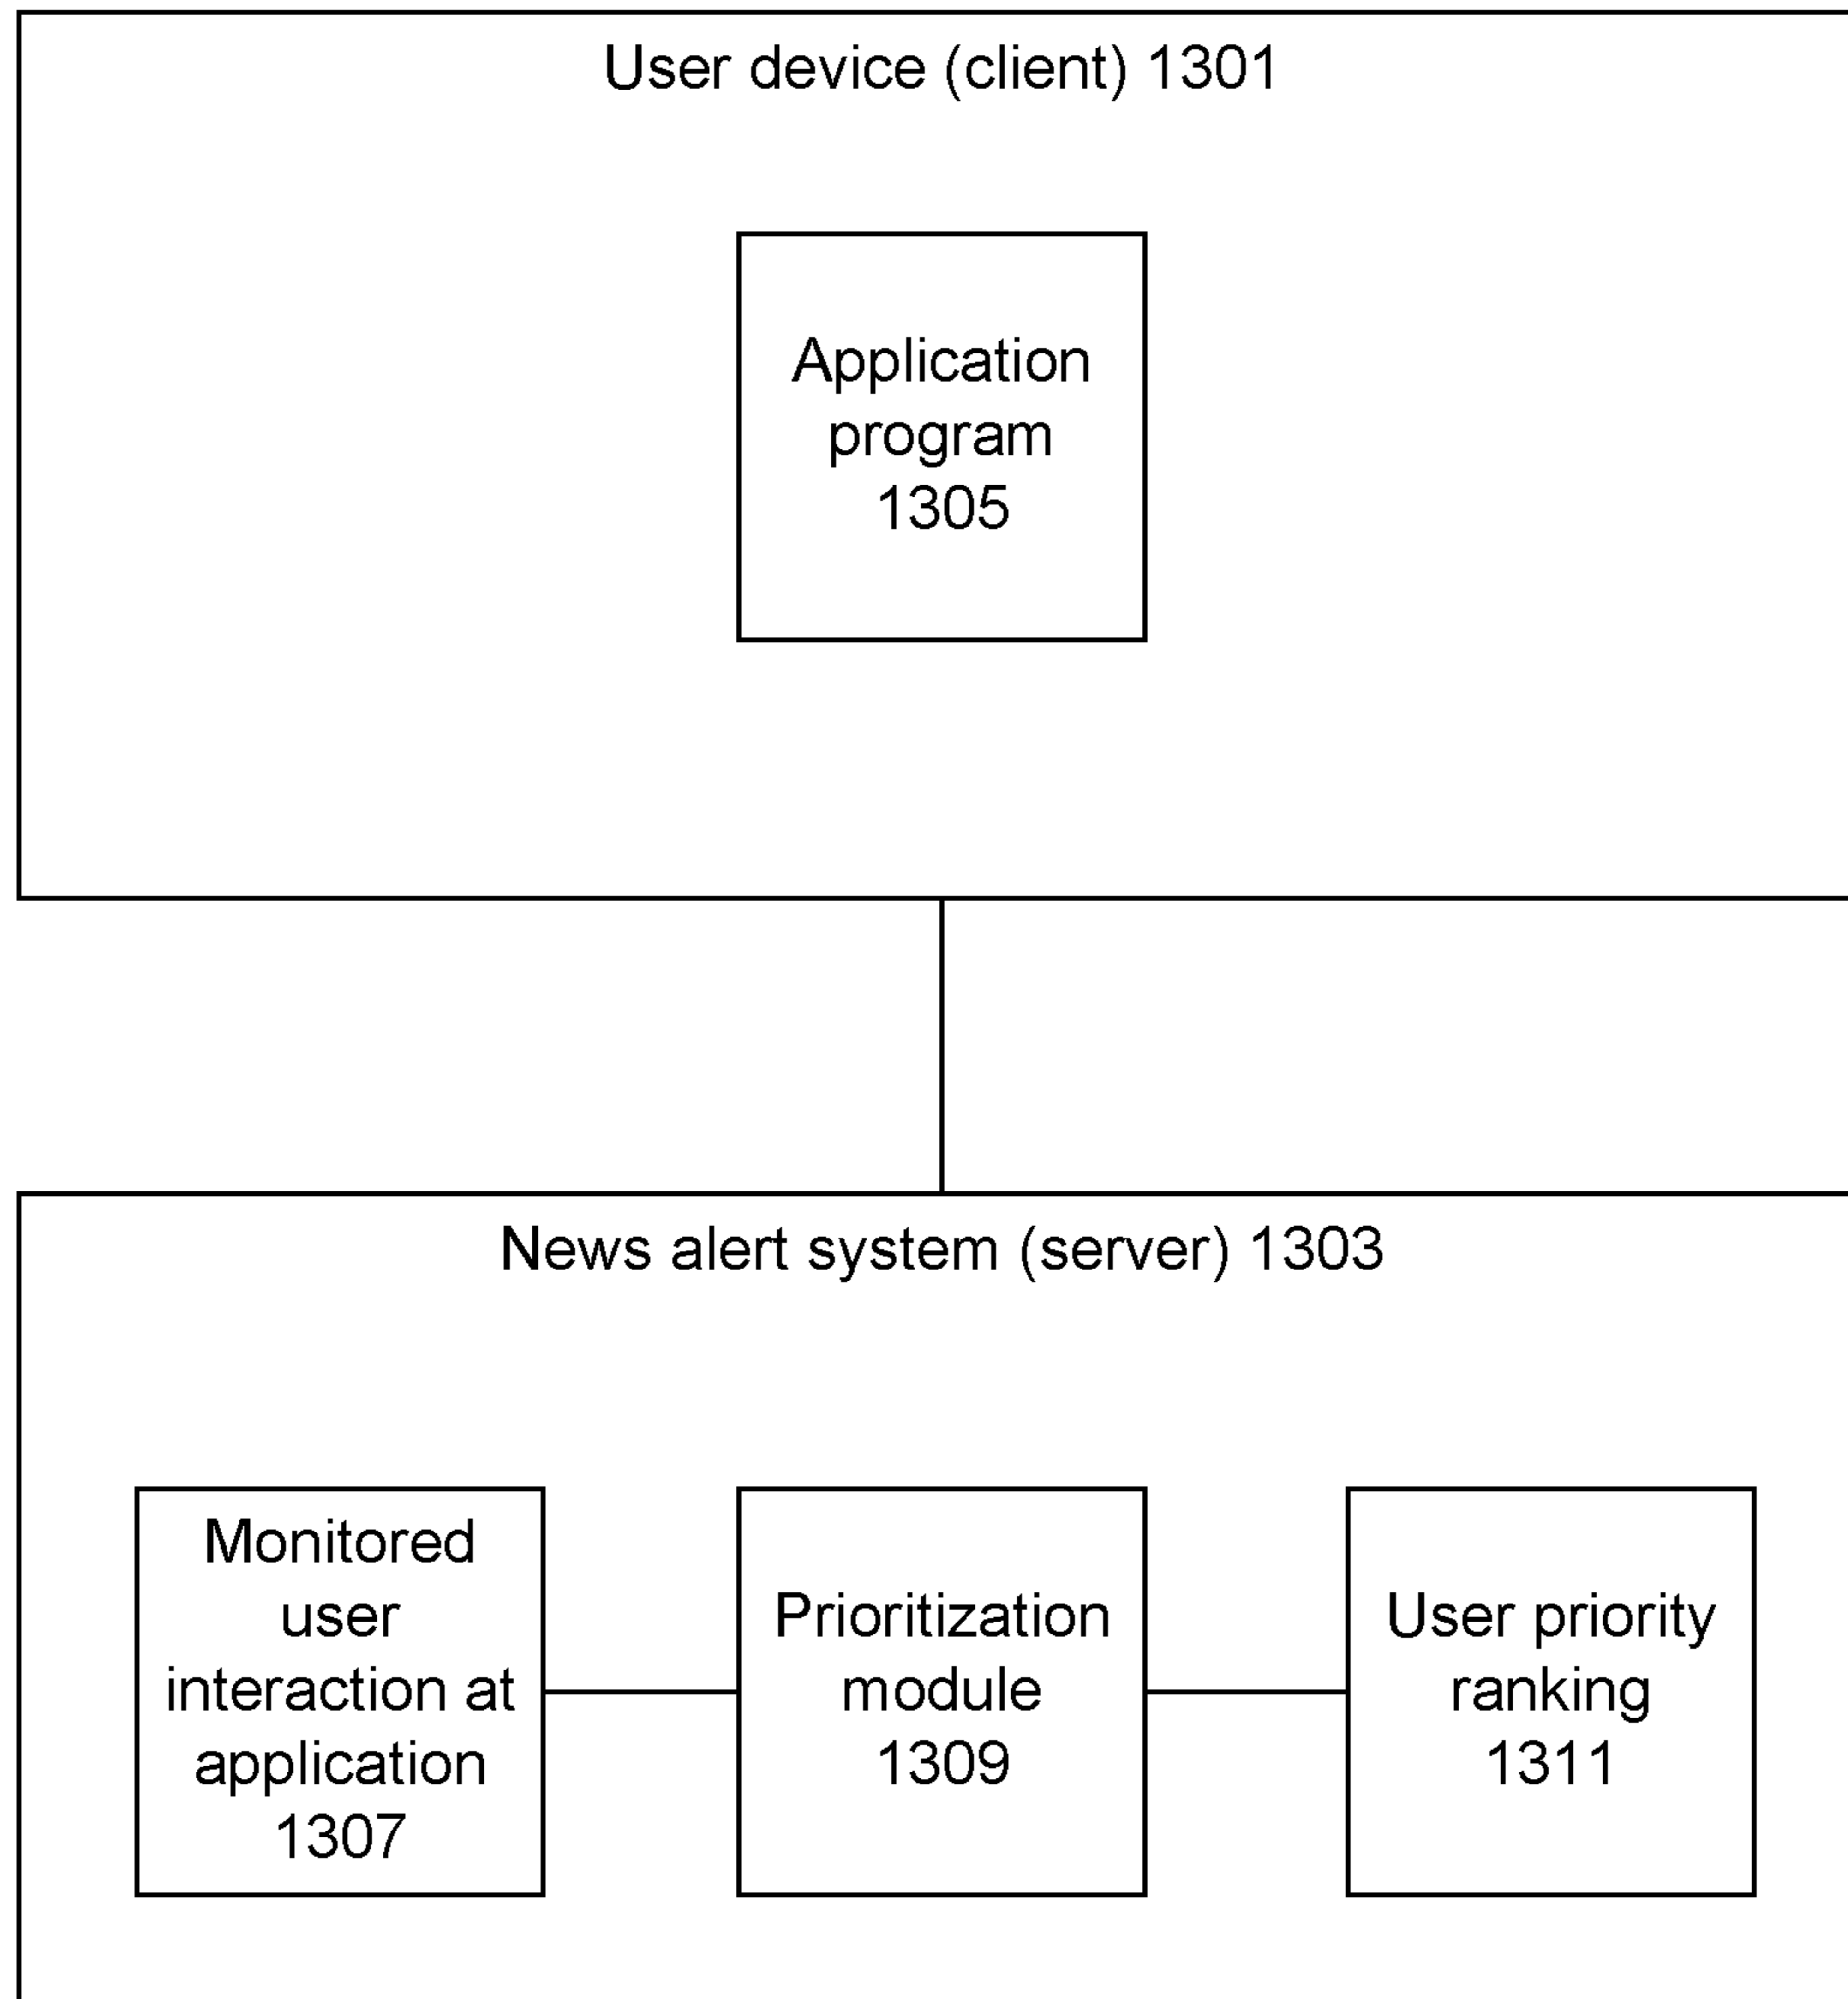 User device (client) 1301
Application
program
1305
News alert system (server) 1303
Monitored
user
interaction at
application
1307
Prioritization
module
1309
User priority
ranking
1311